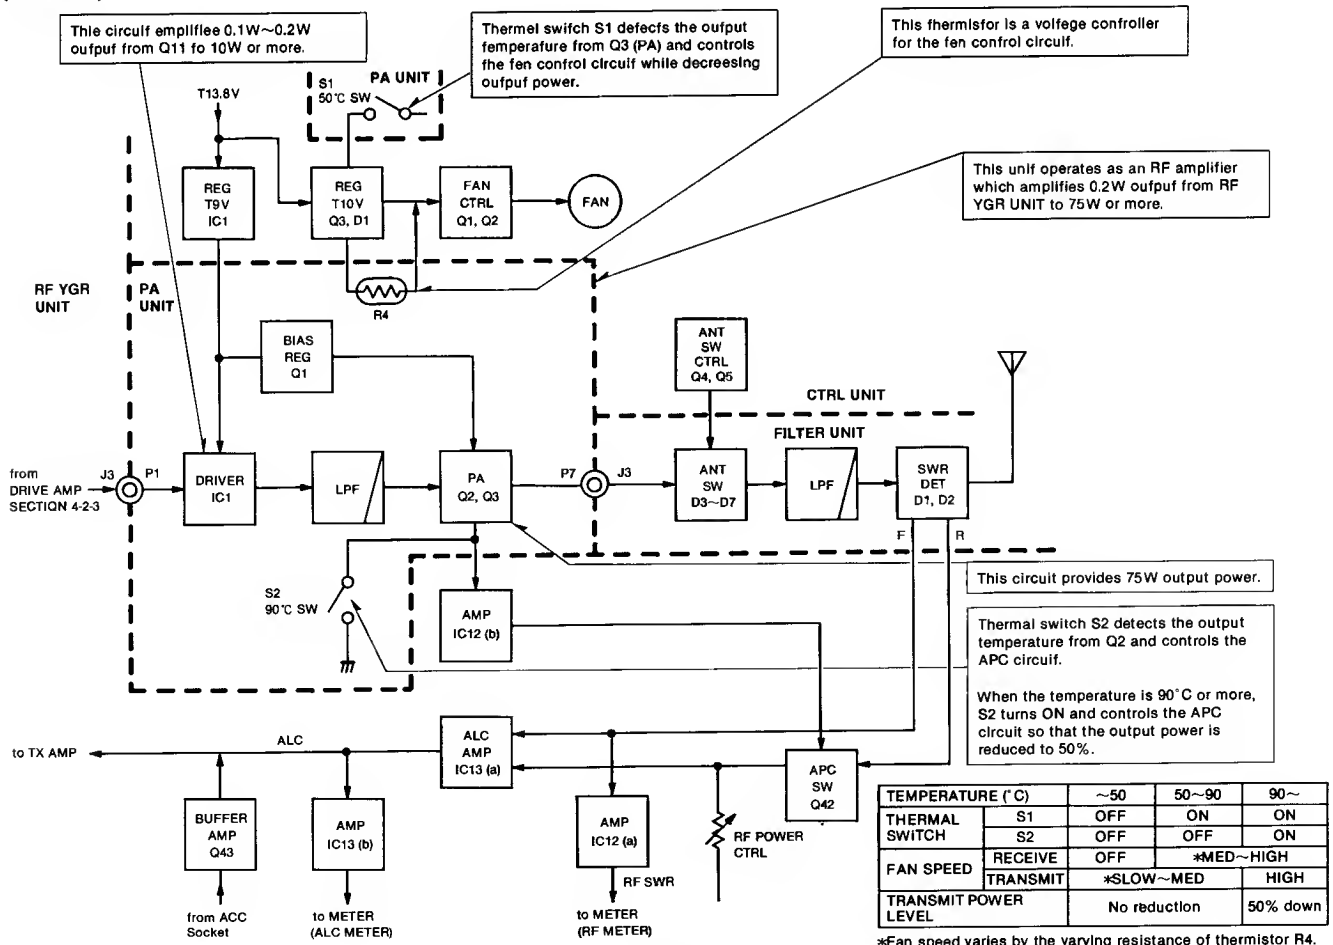 Thie circuif emplifiee 0.1W~0.2W
oufpuf from Q11 fo 10W or more.
Thermel switch S1 defecfs the oufput
femperafure from Q3 (PA) and confrols
fhe fen confrol circuif while decreesing
oufpuf power.
This fhermisfor is a volfege confroller
for the fen confrol circuif.
This unif operates as an RF amplifier
which amplifies 0.2W oufpuf from RF
YGR UNIT to 75W or more.
T13.8V
S1
50°C SW
PA UNIT
REG
T9V
IC1
REG
T10V
Q3, D1
FAN
CTRL
Q1, Q2
FAN
R4
RF YGR
UNIT
PA
UNIT
BIAS
REG
Q1
ANT
SW
CTRL
Q4, Q5
CTRL UNIT
FILTER UNIT
from
DRIVE AMP
SECTION 4-2-3
J3
P1
DRIVER
IC1
LPF
PA
Q2, Q3
P7
J3
ANT
SW
D3~D7
LPF
SWR
DET
D1, D2
F
R
S2
90°C SW
AMP
IC12 (b)
This circuit provides 75W output power.
Thermal switch S2 detects the output
temperature from Q2 and controls the
APC circuif.
When the temperature is 90°C or more,
S2 turns ON and controls the APC
circuif so that the output power is
reduced to 50%.
to TX AMP
ALC
ALC
AMP
IC13 (a)
APC
SW
Q42
BUFFER
AMP
Q43
AMP
IC13 (b)
AMP
IC12 (a)
RF POWER
CTRL
RF SWR
from ACC
Socket
to METER
(ALC METER)
to METER
(RF METER)
TEMPERATURE (°C) ~50 50~90 90~
THERMAL SWITCH S1 OFF ON ON
S2 OFF OFF ON
FAN SPEED RECEIVE OFF *MED~HIGH
TRANSMIT *SLOW~MED HIGH
TRANSMIT POWER LEVEL No reduction 50% down
*Fan speed varies by the varying resistance of thermistor R4.